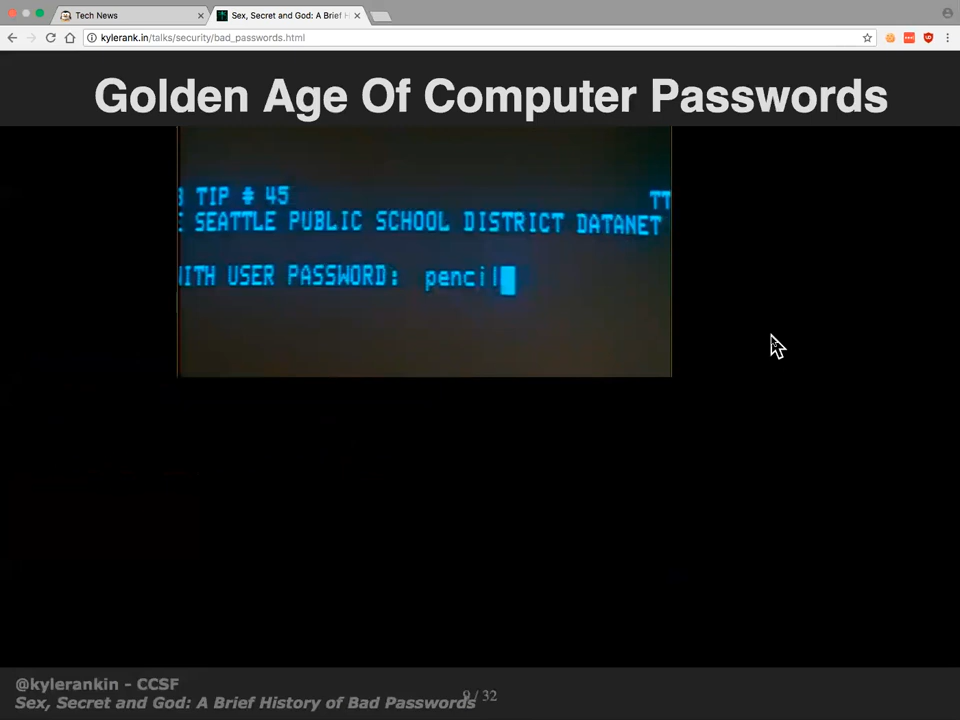 Tech News
Sex, Secret and God: A Brief H
kylerank.in/talks/security/bad_passwords.html
Golden Age Of Computer Passwords
TIP # 45
TT
SEATTLE PUBLIC SCHOOL DISTRICT DATANET
WITH USER PASSWORD: pencil
@kylerankin - CCSF
Sex, Secret and God: A Brief History of Bad Passwords
9 / 32